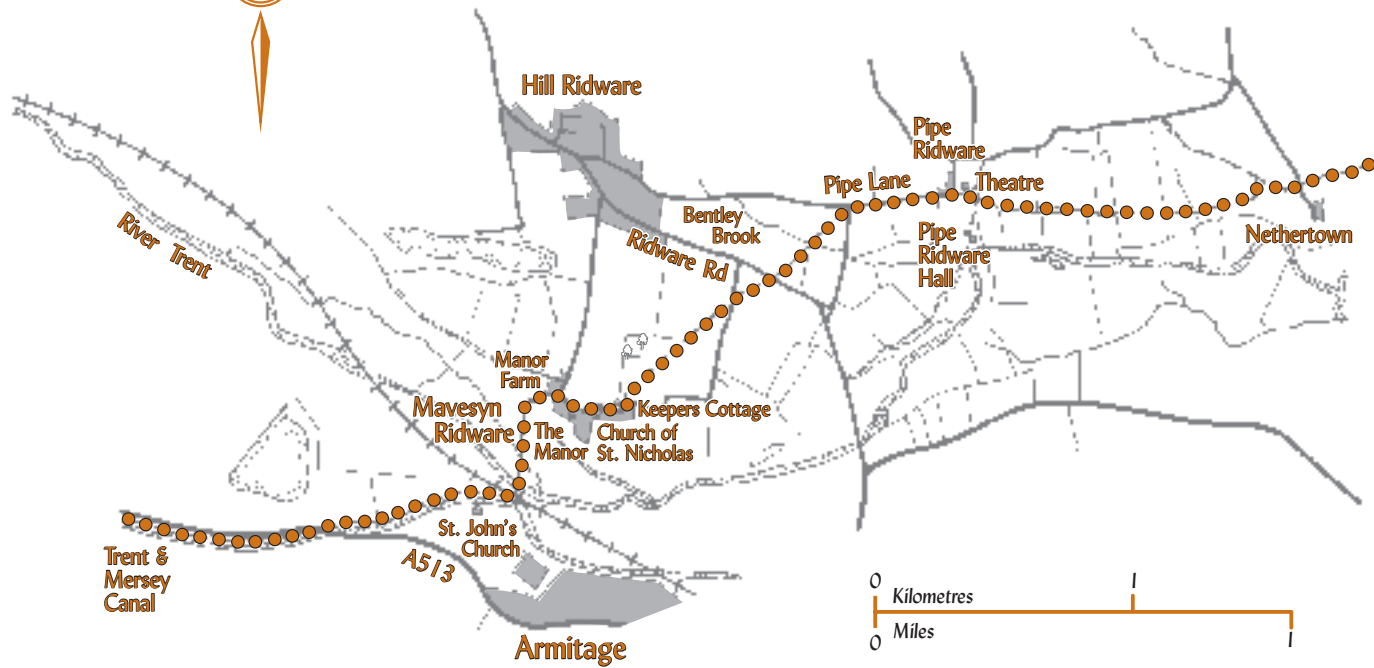 Hill Ridware
Pipe
Ridware
Pipe Lane
Theatre
Bentley
Brook
Ridware Rd
Pipe
Ridware
Hall
Nethertown
River Trent
Manor
Farm
Mavesyn
Ridware
The
Manor
Keepers Cottage
Church of
St. Nicholas
St. John's
Church
A513
Trent &
Mersey
Canal
Armitage
0
1
Kilometres
0
Miles
1